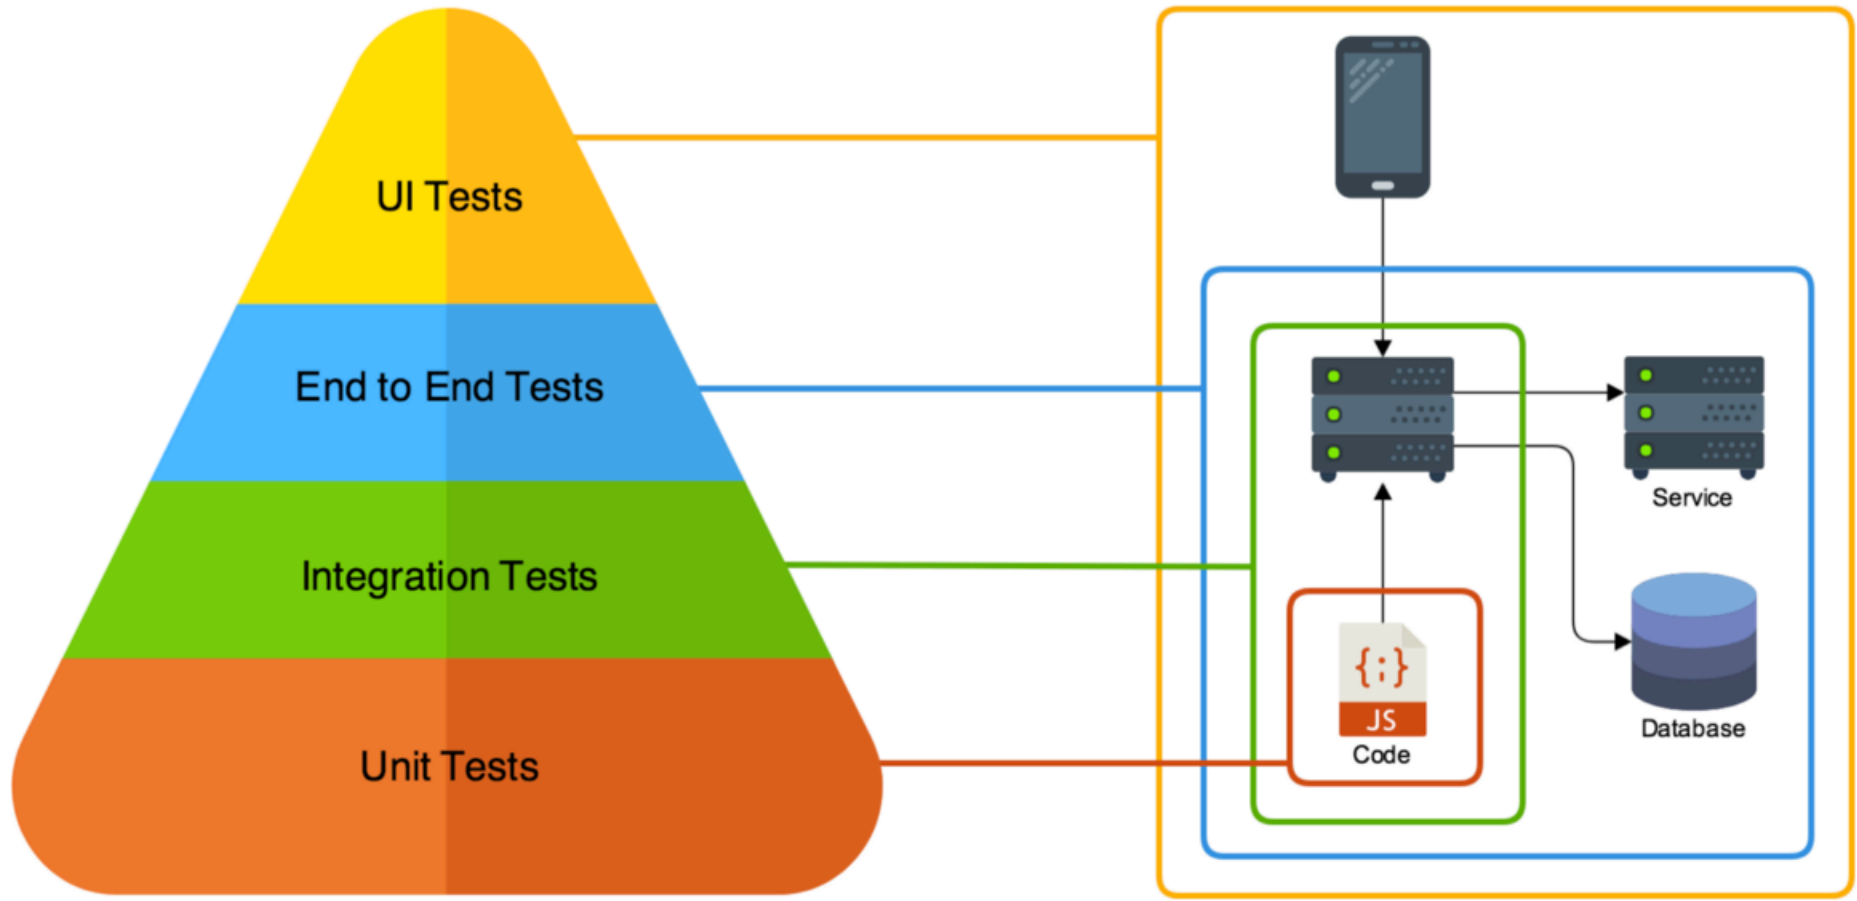 UI Tests
End to End Tests
Integration Tests
Unit Tests
Service
Database
{;}
JS
Code